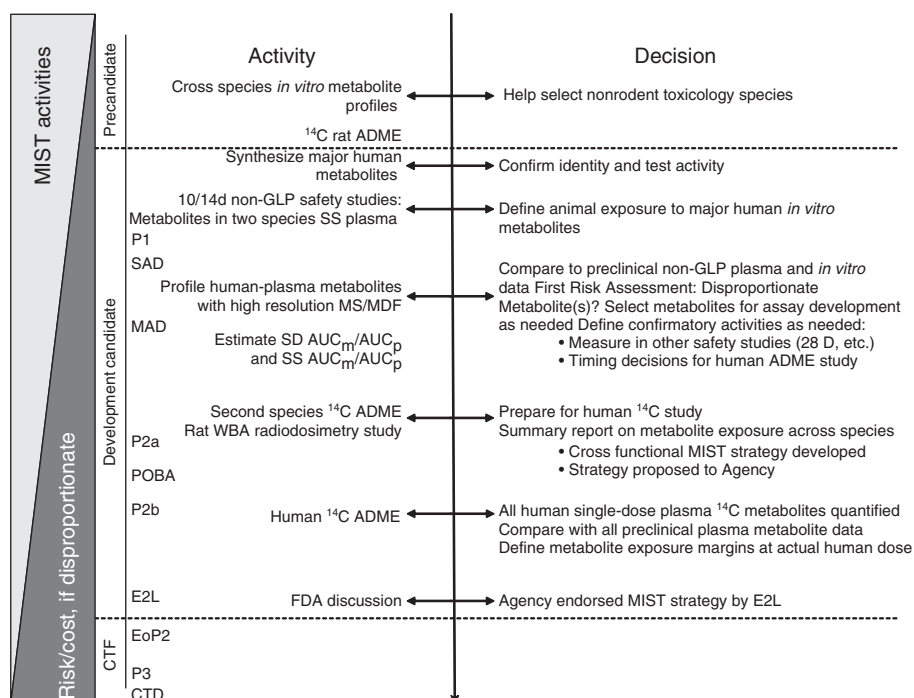 MIST activities
Risk/cost, if disproportionate
Precandidate
Development candidate
CTF
Activity
Decision
Cross species in vitro metabolite
profiles
Help select nonrodent toxicology species
14C rat ADME
Synthesize major human
metabolites
Confirm identity and test activity
10/14d non-GLP safety studies:
Metabolites in two species SS plasma
Define animal exposure to major human in vitro
metabolites
P1
SAD
Profile human-plasma metabolites
with high resolution MS/MDF
Compare to preclinical non-GLP plasma and in vitro
data First Risk Assessment: Disproportionate
Metabolite(s)? Select metabolites for assay development
as needed Define confirmatory activities as needed:
• Measure in other safety studies (28 D, etc.)
• Timing decisions for human ADME study
MAD
Estimate SD AUCm/AUCp
and SS AUCm/AUCp
Second species 14C ADME
Rat WBA radiodosimetry study
Prepare for human 14C study
Summary report on metabolite exposure across species
• Cross functional MIST strategy developed
• Strategy proposed to Agency
P2a
POBA
P2b
Human 14C ADME
All human single-dose plasma 14C metabolites quantified
Compare with all preclinical plasma metabolite data
Define metabolite exposure margins at actual human dose
E2L
FDA discussion
Agency endorsed MIST strategy by E2L
EoP2
P3
CTD